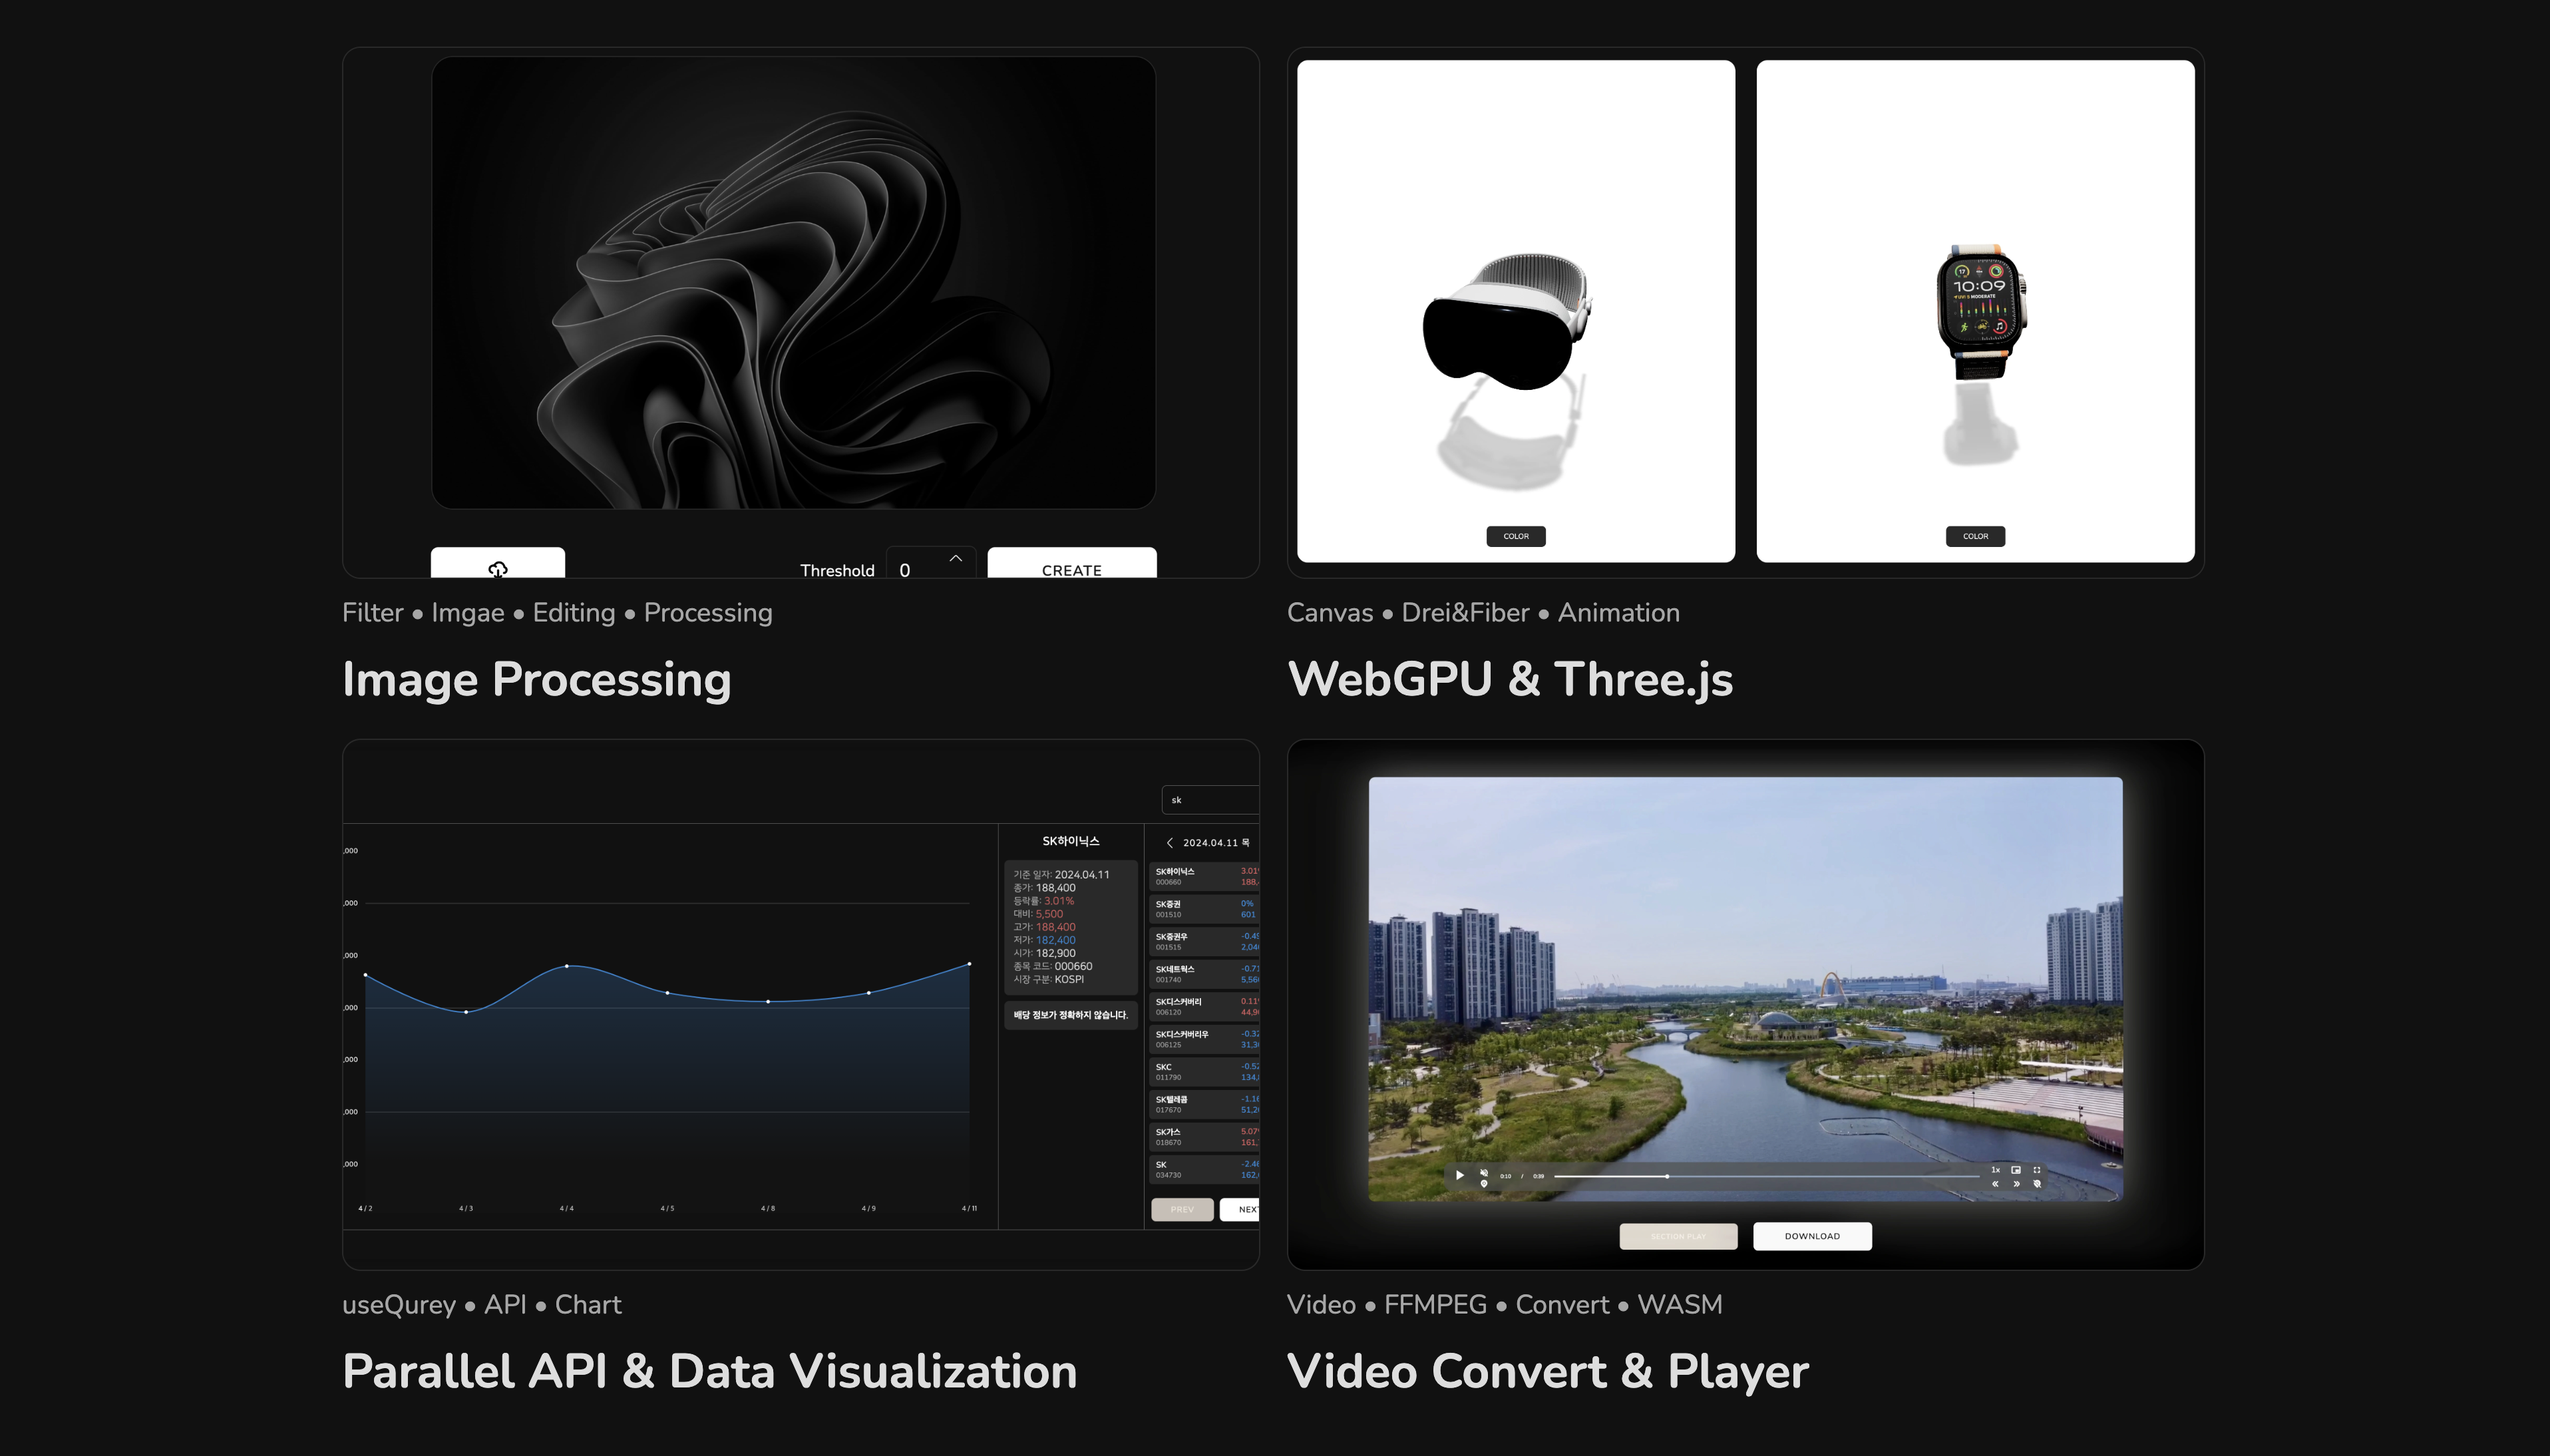 Threshold 0 CREATE
Filter • Imgae • Editing • Processing
Image Processing
17
10:09
UVI 5 MODERATE
COLOR
COLOR
Canvas • Drei&Fiber • Animation
WebGPU & Three.js
sk
,000
,000
,000
,000
,000
,000
,000
4 / 2 4 / 3 4 / 4 4 / 5 4 / 8 4 / 9 4 / 11
SK하이닉스
기준 일자: 2024.04.11
종가: 188,400
등락률: 3.01%
대비: 5,500
고가: 188,400
저가: 182,400
시가: 182,900
종목 코드: 000660
시장 구분: KOSPI
배당 정보가 정확하지 않습니다.
2024.04.11 목
SK하이닉스 3.01%
000660 188,
SK증권 0%
001510 601
SK증권우 -0.49
001515 2,040
SK네트웍스 -0.71
001740 5,560
SK디스커버리 0.11%
006120 44,9
SK디스커버리우 -0.32
006125 31,3
SKC -0.52
011790 134,
SK텔레콤 -1.16
017670 51,2
SK가스 5.07%
018670 161,
SK -2.46
034730 162,
PREV NEXT
useQurey • API • Chart
Parallel API & Data Visualization
0:10 / 0:39
1x
SECTION PLAY DOWNLOAD
Video • FFMPEG • Convert • WASM
Video Convert & Player